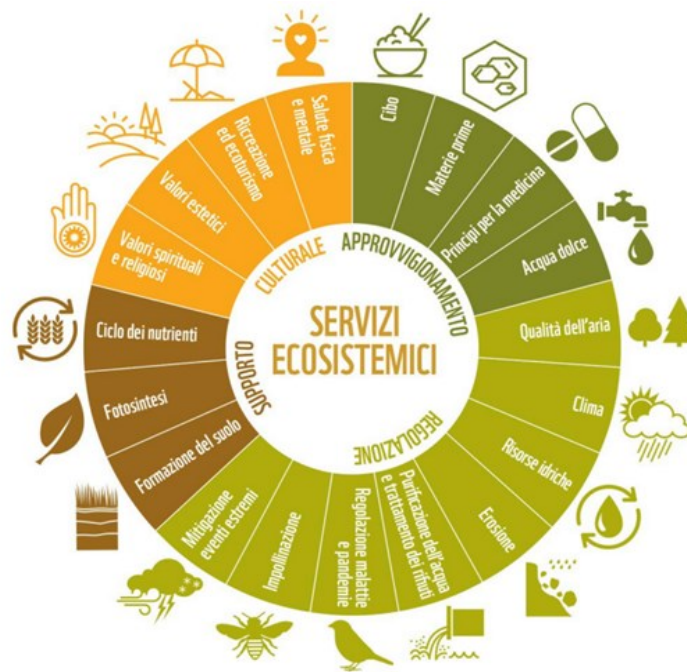 SERVIZI
ECOSISTEMICI
APPROVVIGIONAMENTO
Cibo
Materie prime
Principi per la medicina
Acqua dolce
REGOLAZIONE
Qualità dell'aria
Clima
Risorse idriche
Erosione
Purificazione dell'acqua
e trattamento dei rifiuti
Regolazione malattie
e pandemie
Impollinazione
Mitigazione
eventi estremi
SUPPORTO
Formazione del suolo
Fotosintesi
Ciclo dei nutrienti
CULTURALE
Valori spirituali
e religiosi
Valori estetici
Ricreazione
ed ecoturismo
Salute fisica
e mentale